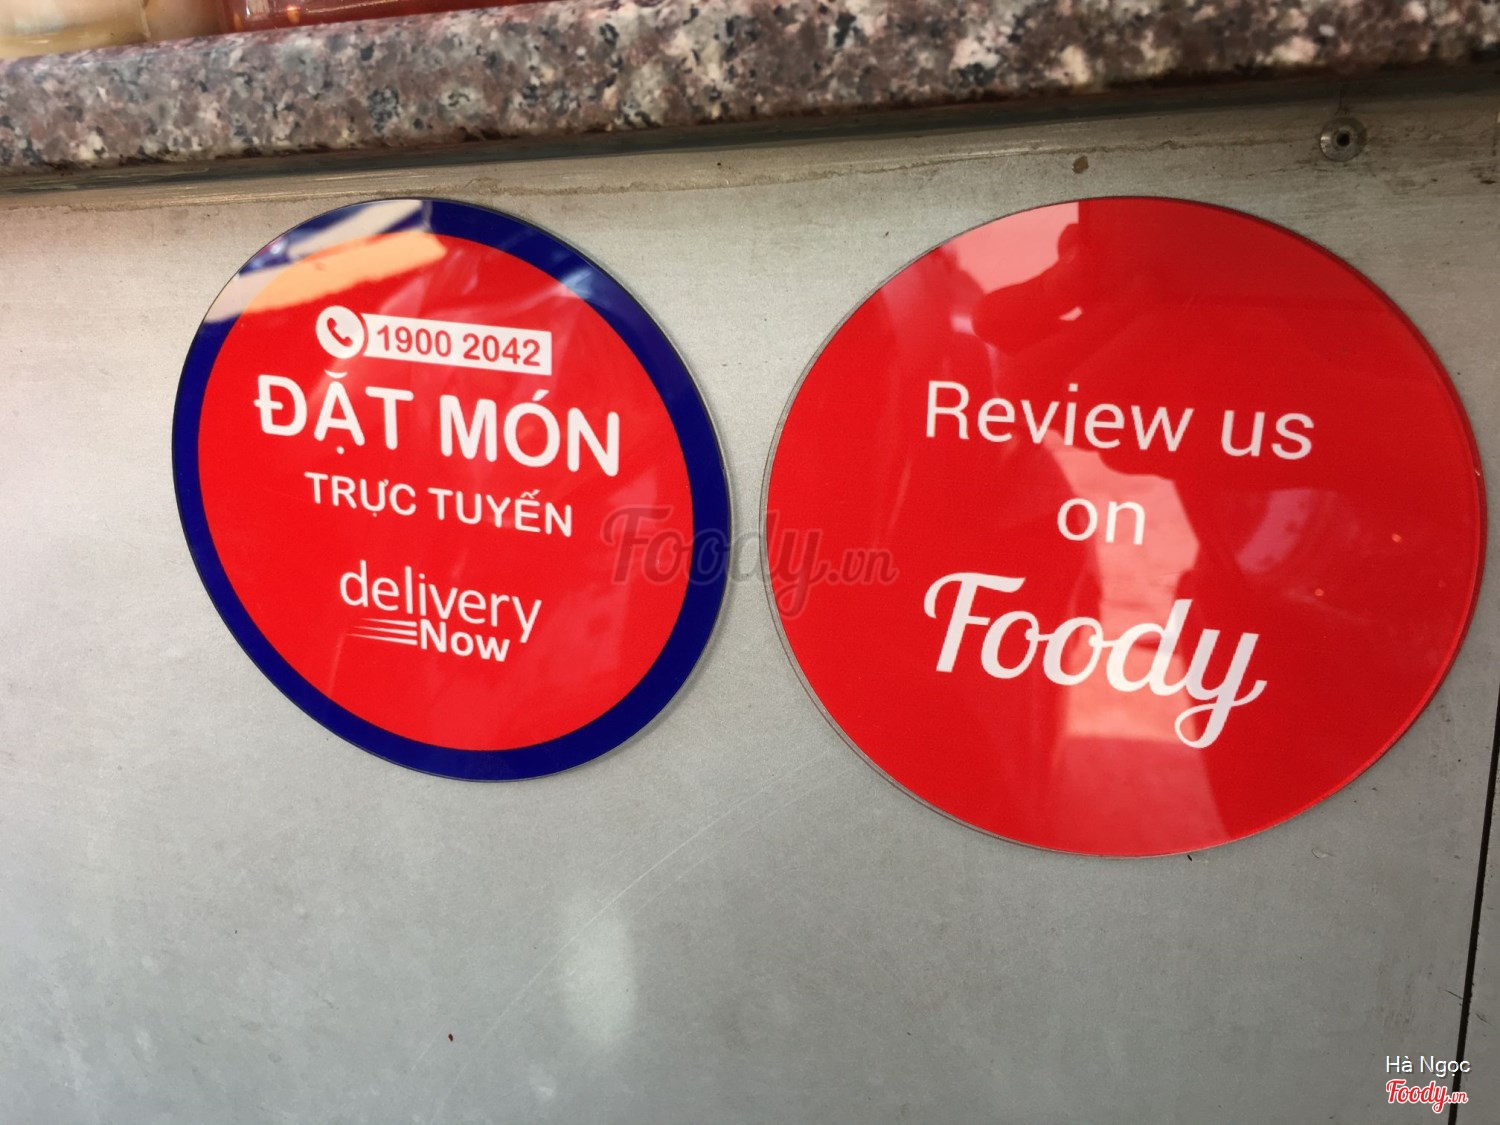 1900 2042
ĐẶT MÓN
TRỰC TUYẾN
delivery
Now
Review us
on
Foody
Foody.vn
Hà Ngọc
Foody.vn